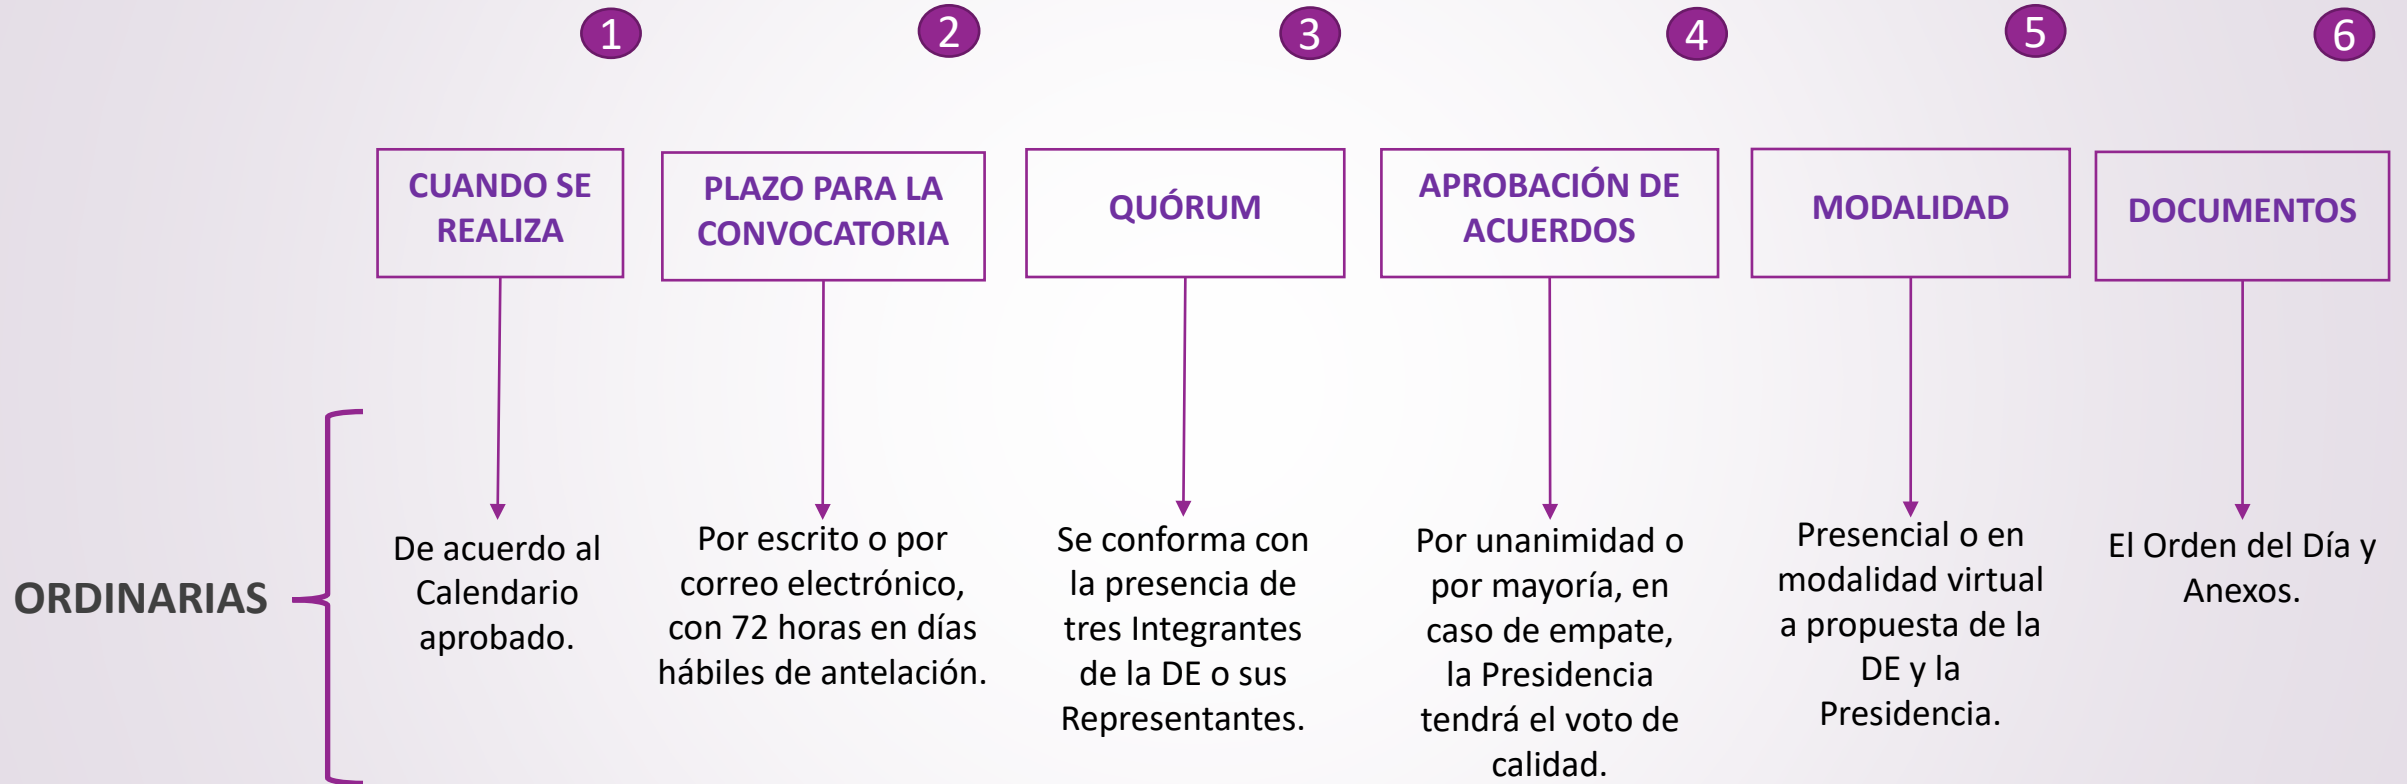 1
2
3
4
5
6
CUANDO SE
REALIZA
PLAZO PARA LA
CONVOCATORIA
QUÓRUM
APROBACIÓN DE
ACUERDOS
MODALIDAD
DOCUMENTOS
ORDINARIAS
De acuerdo al
Calendario
aprobado.
Por escrito o por
correo electrónico,
con 72 horas en días
hábiles de antelación.
Se conforma con
la presencia de
tres Integrantes
de la DE o sus
Representantes.
Por unanimidad o
por mayoría, en
caso de empate,
la Presidencia
tendrá el voto de
calidad.
Presencial o en
modalidad virtual
a propuesta de la
DE y la
Presidencia.
El Orden del Día y
Anexos.